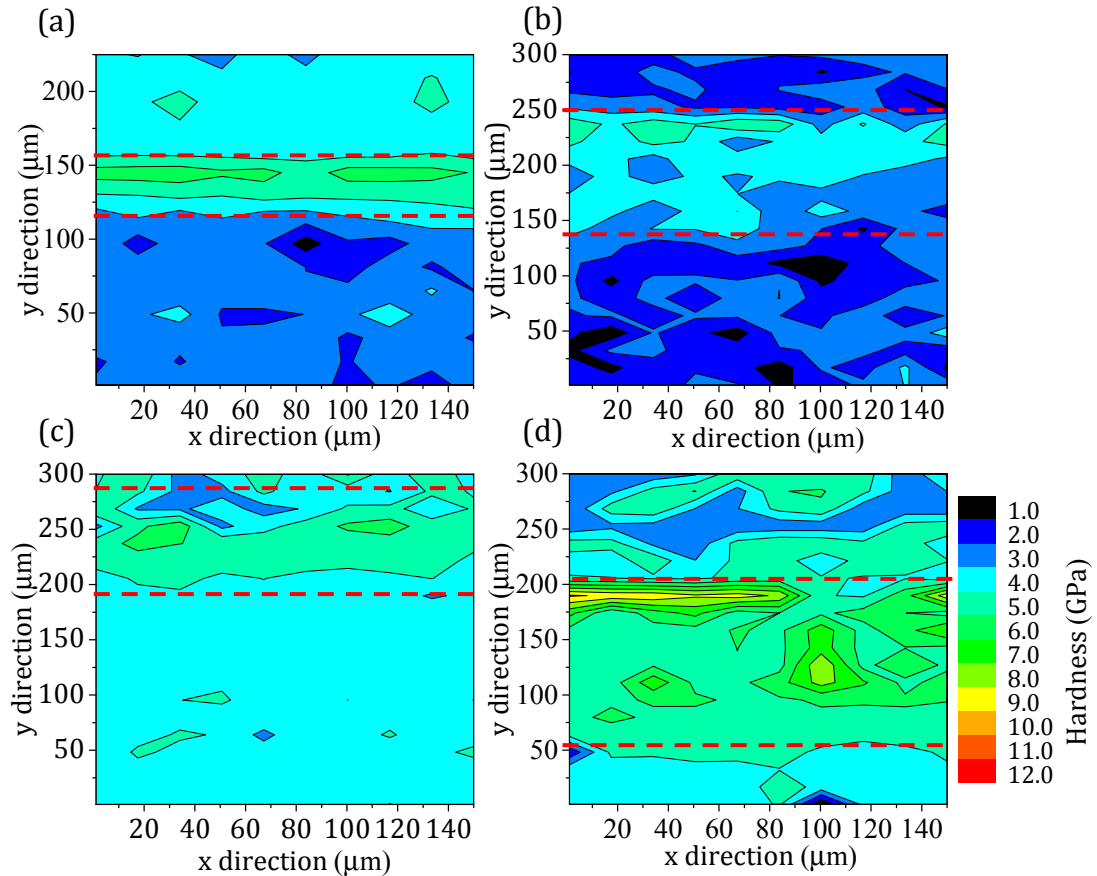 (a)
200
150
100
50
y direction (μm)
20 40 60 80 100 120 140
x direction (μm)
(b)
300
250
200
150
100
50
y direction (μm)
20 40 60 80 100 120 140
x direction (μm)
(c)
300
250
200
150
100
50
y direction (μm)
20 40 60 80 100 120 140
x direction (μm)
(d)
300
250
200
150
100
50
y direction (μm)
20 40 60 80 100 120 140
x direction (μm)
1.0
2.0
3.0
4.0
5.0
6.0
7.0
8.0
9.0
10.0
11.0
12.0
Hardness (GPa)